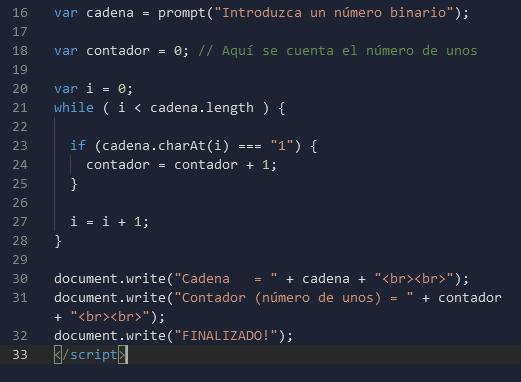 16 var cadena = prompt("Introduzca un número binario");
17
18 var contador = 0; // Aquí se cuenta el número de unos
19
20 var i = 0;
21 while ( i < cadena.length ) {
22
23   if (cadena.charAt(i) === "1") {
24     contador = contador + 1;
25   }
26
27   i = i + 1;
28 }
29
30 document.write("Cadena   = " + cadena + "<br><br>");
31 document.write("Contador (número de unos) = " + contador
+ "<br><br>");
32 document.write("FINALIZADO!");
33 </script>